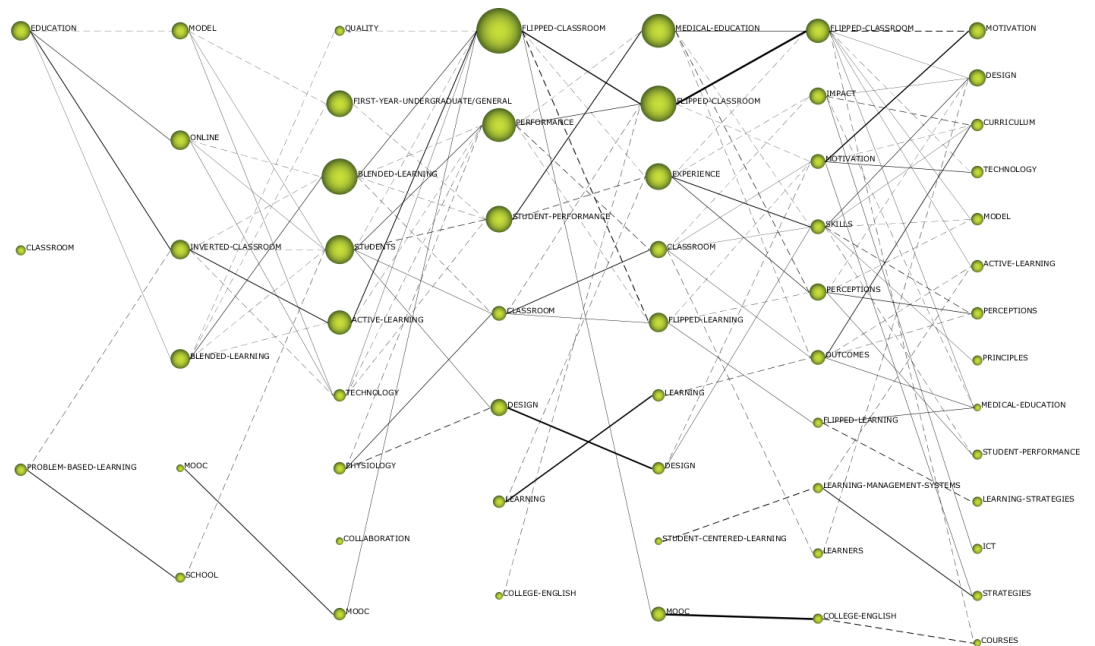 EDUCATION
CLASSROOM
PROBLEM-BASED-LEARNING
MODEL
ONLINE
INVERTED-CLASSROOM
BLENDED-LEARNING
MOOC
SCHOOL
QUALITY
FIRST-YEAR-UNDERGRADUATE/GENERAL
BLENDED-LEARNING
STUDENTS
ACTIVE-LEARNING
TECHNOLOGY
PHYSIOLOGY
COLLABORATION
MOOC
FLIPPED-CLASSROOM
PERFORMANCE
STUDENT-PERFORMANCE
CLASSROOM
DESIGN
LEARNING
COLLEGE-ENGLISH
MEDICAL-EDUCATION
FLIPPED-CLASSROOM
EXPERIENCE
CLASSROOM
FLIPPED-LEARNING
LEARNING
DESIGN
STUDENT-CENTERED-LEARNING
MOOC
FLIPPED-CLASSROOM
IMPACT
MOTIVATION
SKILLS
PERCEPTIONS
OUTCOMES
FLIPPED-LEARNING
LEARNING-MANAGEMENT-SYSTEMS
LEARNERS
COLLEGE-ENGLISH
MOTIVATION
DESIGN
CURRICULUM
TECHNOLOGY
MODEL
ACTIVE-LEARNING
PERCEPTIONS
PRINCIPLES
MEDICAL-EDUCATION
STUDENT-PERFORMANCE
LEARNING-STRATEGIES
ICT
STRATEGIES
COURSES